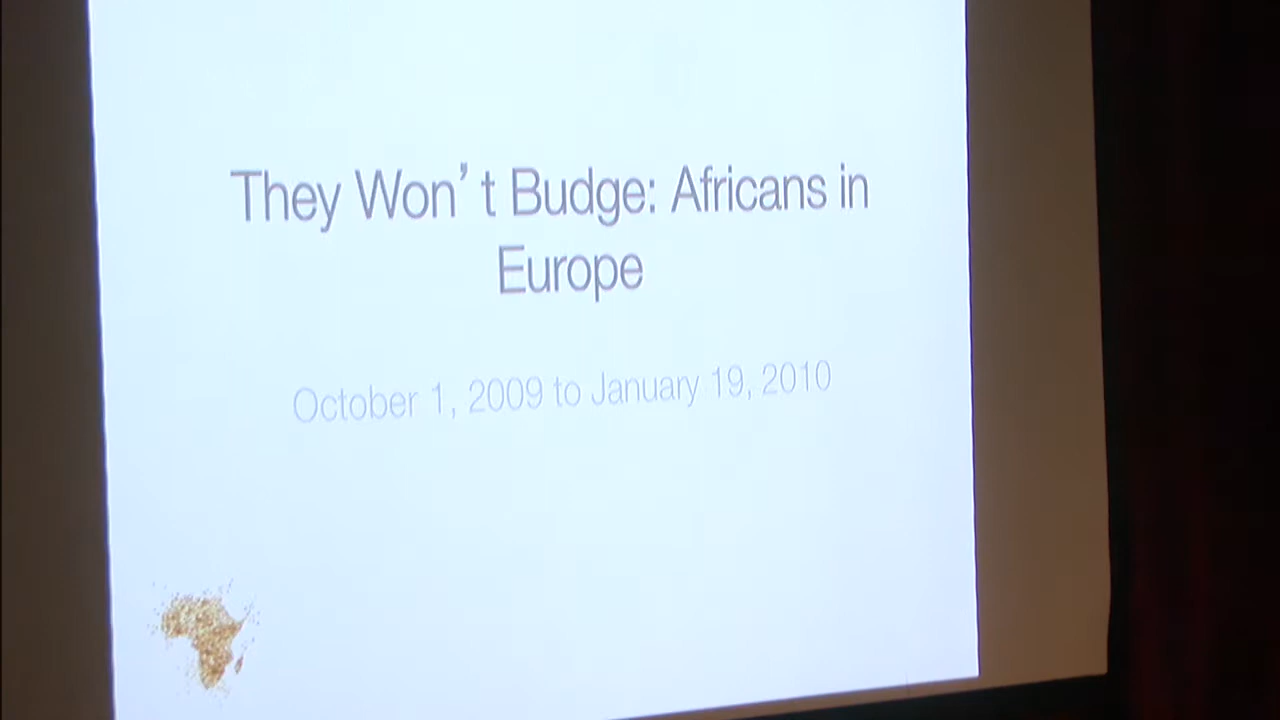 They Won’t Budge: Africans in
Europe
October 1, 2009 to January 19, 2010